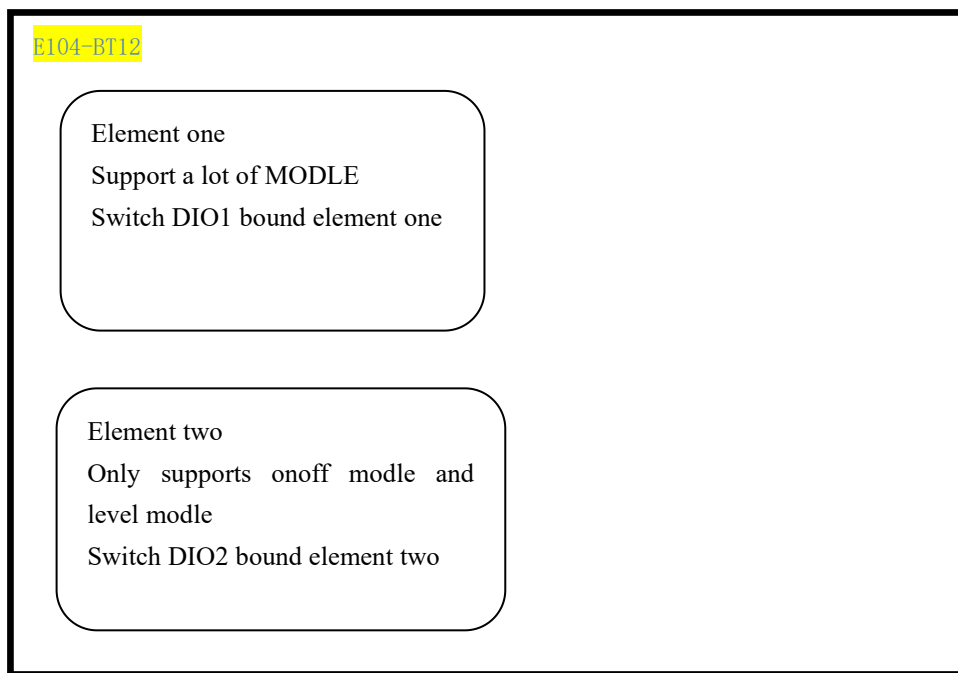 E104-BT12
Element one
Support a lot of MODLE
Switch DIO1 bound element one
Element two
Only supports onoff modle and
level modle
Switch DIO2 bound element two